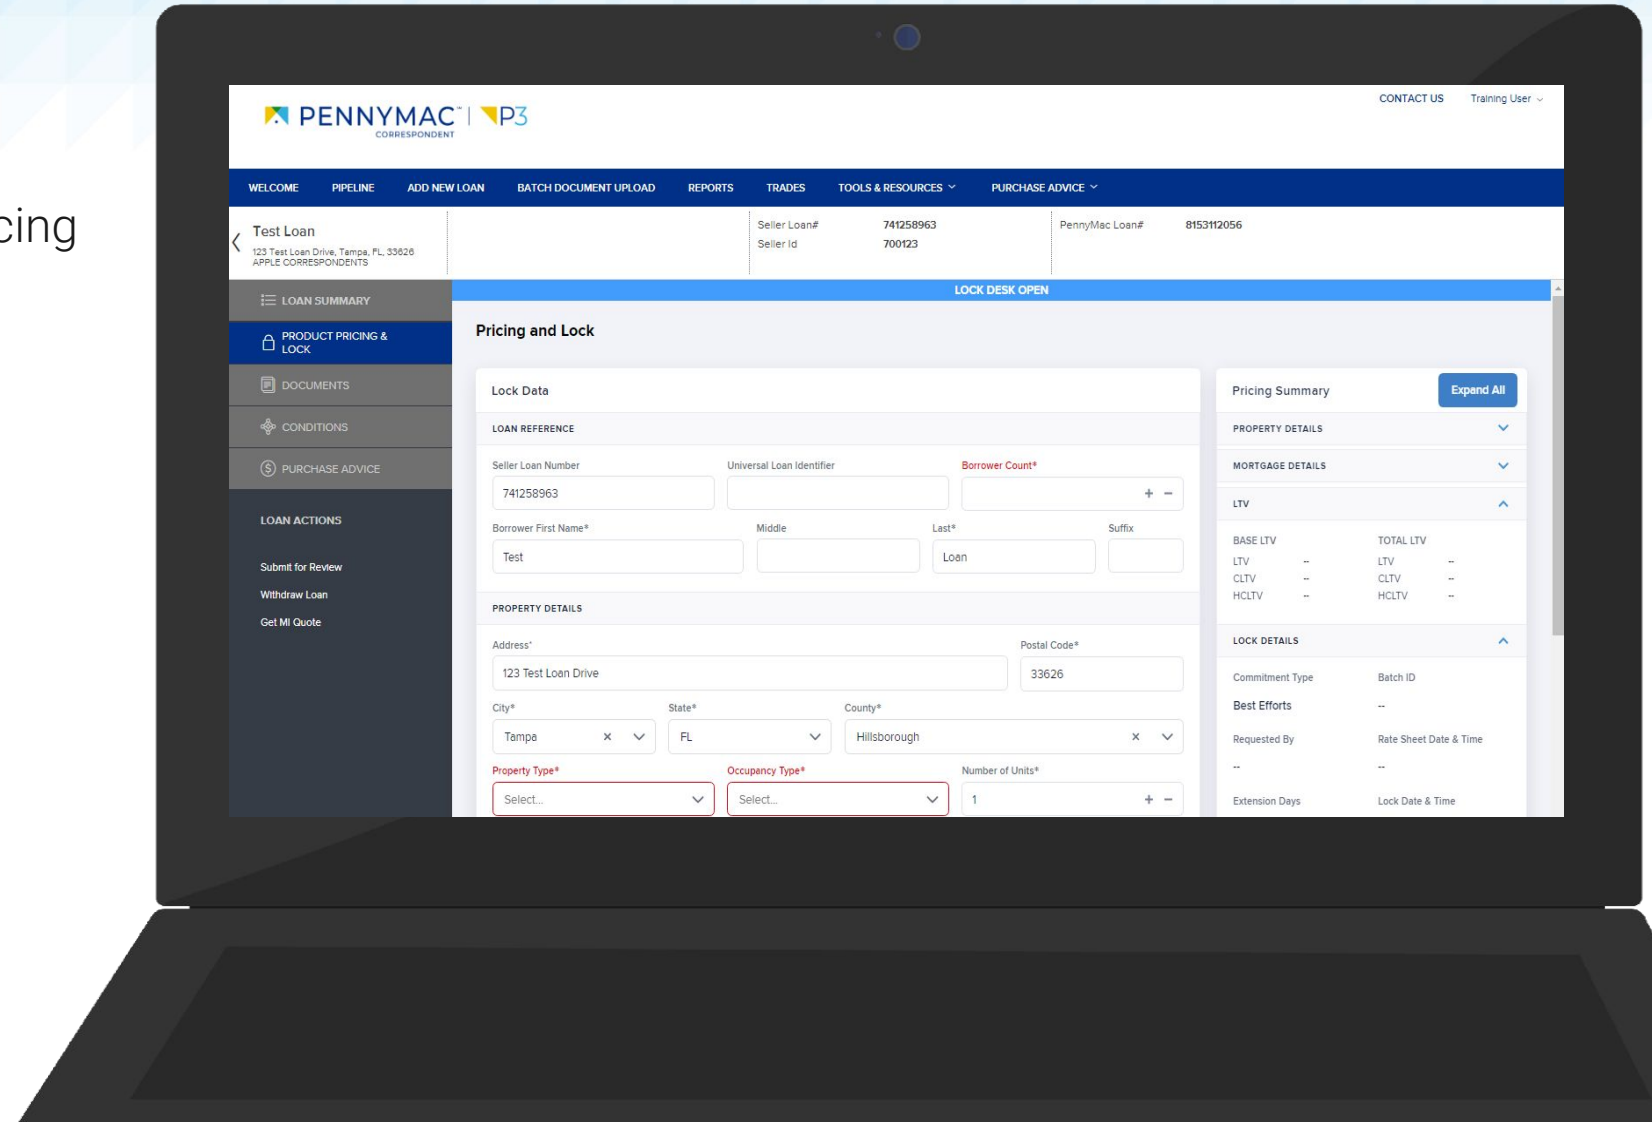 cing
PENNYMAC™ | P3
CORRESPONDENT
CONTACT US Training User
WELCOME PIPELINE ADD NEW LOAN BATCH DOCUMENT UPLOAD REPORTS TRADES TOOLS & RESOURCES PURCHASE ADVICE
Test Loan
123 Test Loan Drive, Tampa, FL, 33626
APPLE CORRESPONDENTS
Seller Loan# 741258963
Seller Id 700123
PennyMac Loan# 8153112056
LOAN SUMMARY
PRODUCT PRICING &
LOCK
DOCUMENTS
CONDITIONS
PURCHASE ADVICE
LOAN ACTIONS
Submit for Review
Withdraw Loan
Get MI Quote
LOCK DESK OPEN
Pricing and Lock
Lock Data
LOAN REFERENCE
Seller Loan Number Universal Loan Identifier Borrower Count*
741258963 + −
Borrower First Name* Middle Last* Suffix
Test Loan
PROPERTY DETAILS
Address* Postal Code*
123 Test Loan Drive 33626
City* State* County*
Tampa × FL Hillsborough ×
Property Type* Occupancy Type* Number of Units*
Select... Select... 1 + −
Pricing Summary Expand All
PROPERTY DETAILS
MORTGAGE DETAILS
LTV
BASE LTV TOTAL LTV
LTV -- LTV --
CLTV -- CLTV --
HCLTV -- HCLTV --
LOCK DETAILS
Commitment Type Batch ID
Best Efforts --
Requested By Rate Sheet Date & Time
-- --
Extension Days Lock Date & Time